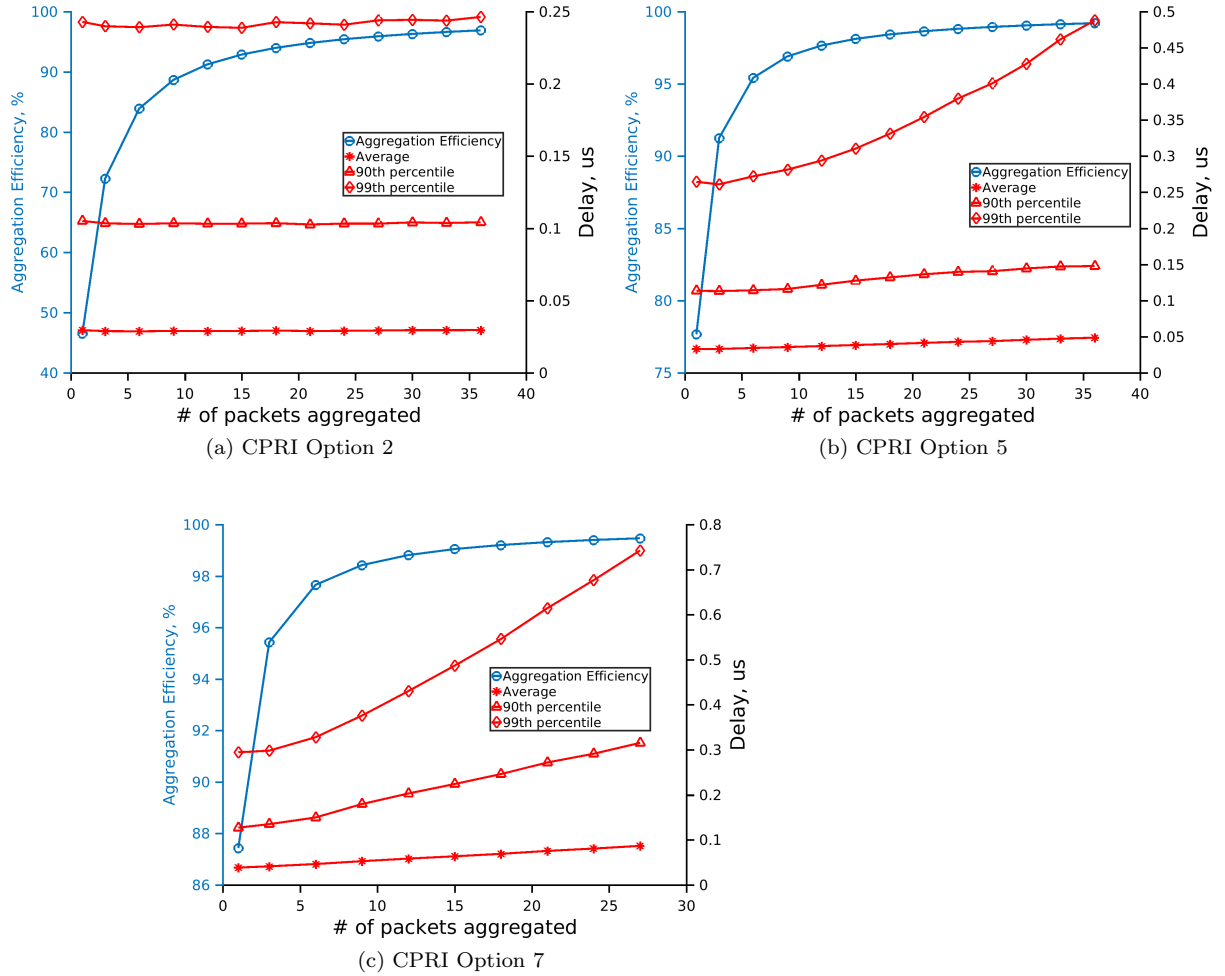 100
90
80
70
60
50
40
Aggregation Efficiency, %
0.25
0.2
0.15
0.1
0.05
0
Delay, us
Aggregation Efficiency
Average
90th percentile
99th percentile
0 5 10 15 20 25 30 35 40
# of packets aggregated
(a) CPRI Option 2
100
95
90
85
80
75
Aggregation Efficiency, %
0.5
0.45
0.4
0.35
0.3
0.25
0.2
0.15
0.1
0.05
0
Delay, us
Aggregation Efficiency
Average
90th percentile
99th percentile
0 5 10 15 20 25 30 35 40
# of packets aggregated
(b) CPRI Option 5
100
98
96
94
92
90
88
86
Aggregation Efficiency, %
0.8
0.7
0.6
0.5
0.4
0.3
0.2
0.1
0
Delay, us
Aggregation Efficiency
Average
90th percentile
99th percentile
0 5 10 15 20 25 30
# of packets aggregated
(c) CPRI Option 7